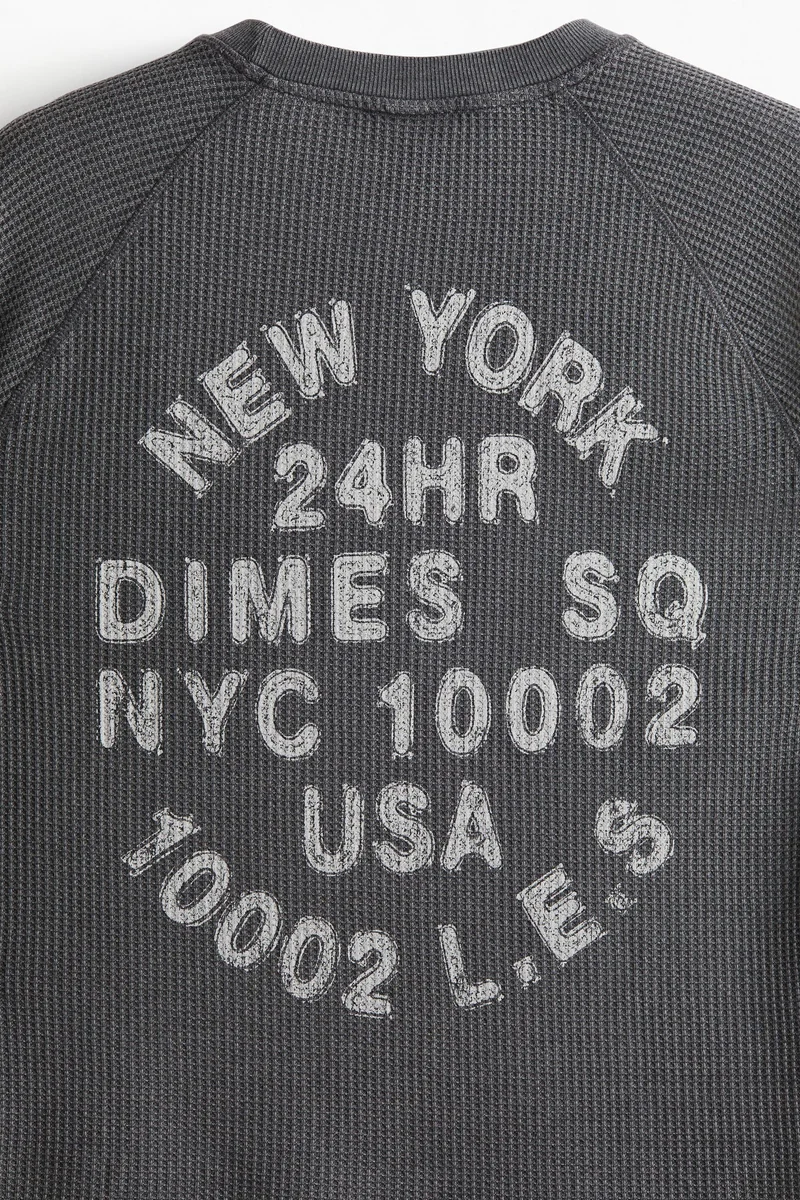 NEW YORK
24HR
DIMES SQ
NYC 10002
USA
10002 L.E.S